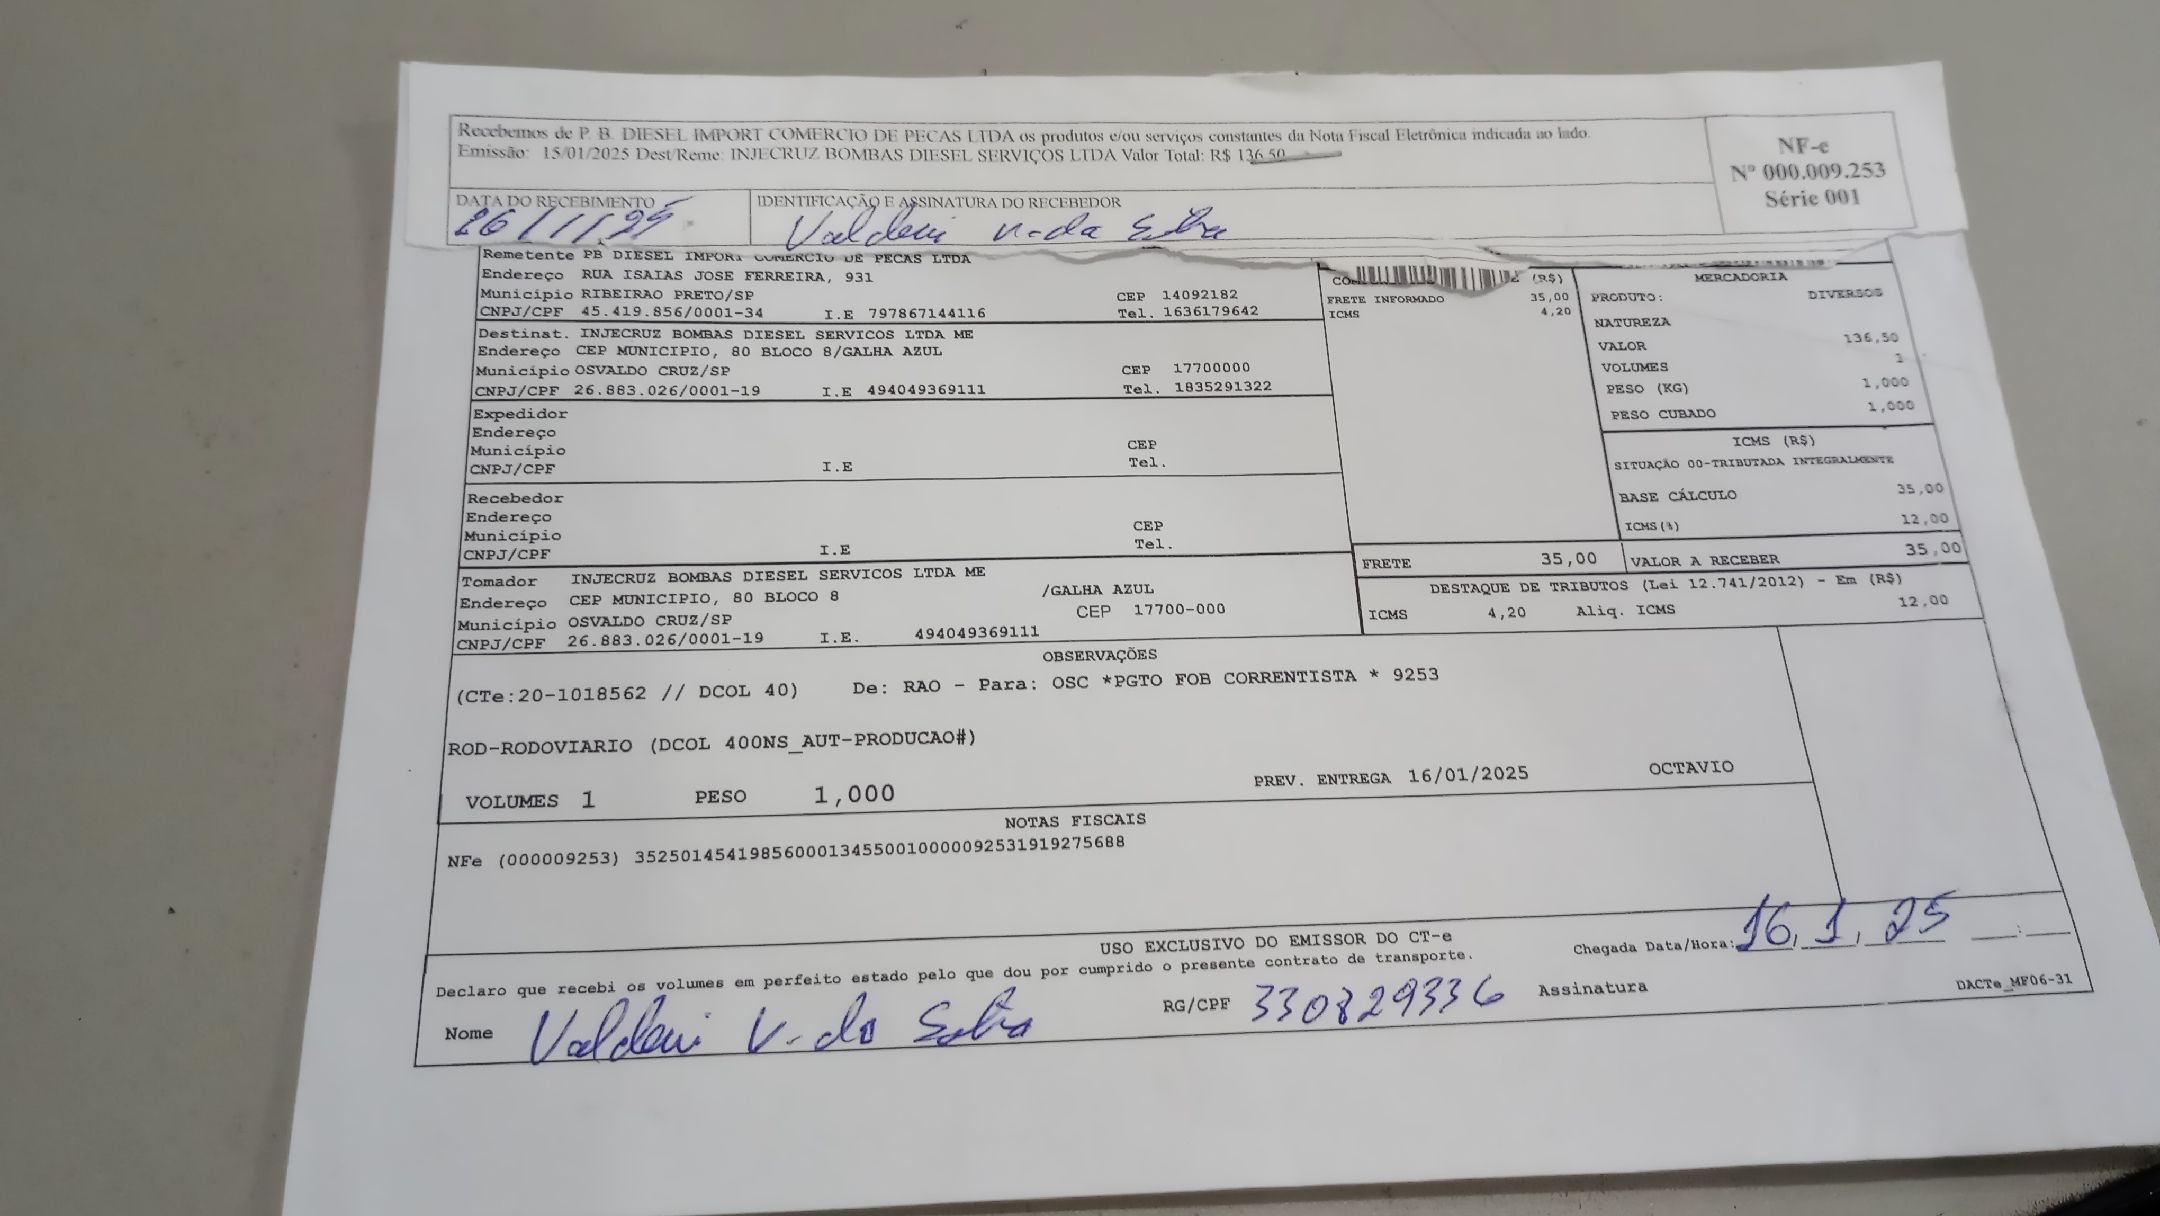 Recebemos de P. B. DIESEL IMPORT COMERCIO DE PECAS LTDA os produtos e/ou serviços constantes da Nota Fiscal Eletrônica indicada ao lado.
Emissão: 15/01/2025 Dest/Reme: INJECRUZ BOMBAS DIESEL SERVIÇOS LTDA Valor Total: R$ 136,50
NF-e
Nº 000.009.253
Série 001
DATA DO RECEBIMENTO
IDENTIFICAÇÃO E ASSINATURA DO RECEBEDOR
16/1/25
Valdeni V. da Silva
Remetente PB DIESEL IMPORT COMERCIO DE PECAS LTDA
Endereço RUA ISAIAS JOSE FERREIRA, 931
Município RIBEIRAO PRETO/SP CEP 14092182
CNPJ/CPF 45.419.856/0001-34 I.E 797867144116 Tel. 1636179642
Destinat. INJECRUZ BOMBAS DIESEL SERVICOS LTDA ME
Endereço CEP MUNICIPIO, 80 BLOCO 8/GALHA AZUL
Município OSVALDO CRUZ/SP CEP 17700000
CNPJ/CPF 26.883.026/0001-19 I.E 494049369111 Tel. 1835291322
Expedidor
Endereço
Município CEP
CNPJ/CPF I.E Tel.
Recebedor
Endereço
Município CEP
CNPJ/CPF I.E Tel.
Tomador INJECRUZ BOMBAS DIESEL SERVICOS LTDA ME
Endereço CEP MUNICIPIO, 80 BLOCO 8 /GALHA AZUL
Município OSVALDO CRUZ/SP CEP 17700-000
CNPJ/CPF 26.883.026/0001-19 I.E. 494049369111
(R$)
FRETE INFORMADO 35,00
ICMS 4,20
MERCADORIA
PRODUTO: DIVERSOS
NATUREZA
VALOR 136,50
VOLUMES 1
PESO (KG) 1,000
PESO CUBADO 1,000
ICMS (R$)
SITUAÇÃO 00-TRIBUTADA INTEGRALMENTE
BASE CÁLCULO 35,00
ICMS(%) 12,00
FRETE 35,00 VALOR A RECEBER 35,00
DESTAQUE DE TRIBUTOS (Lei 12.741/2012) - Em (R$)
ICMS 4,20 Aliq. ICMS 12,00
OBSERVAÇÕES
(CTe:20-1018562 // DCOL 40) De: RAO - Para: OSC *PGTO FOB CORRENTISTA * 9253
ROD-RODOVIARIO (DCOL 400NS_AUT-PRODUCAO#)
VOLUMES 1 PESO 1,000 PREV. ENTREGA 16/01/2025 OCTAVIO
NOTAS FISCAIS
NFe (000009253) 35250145419856000134550010000092531919275688
USO EXCLUSIVO DO EMISSOR DO CT-e
Chegada Data/Hora: 16, 1, 25 :
Declaro que recebi os volumes em perfeito estado pelo que dou por cumprido o presente contrato de transporte.
Nome Valdeni V. da Silva RG/CPF 330829336 Assinatura
DACTe_MF06-31